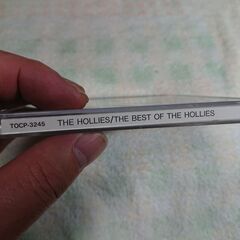 TOCP-3245 THE HOLLIES/THE BEST OF THE HOLLIES